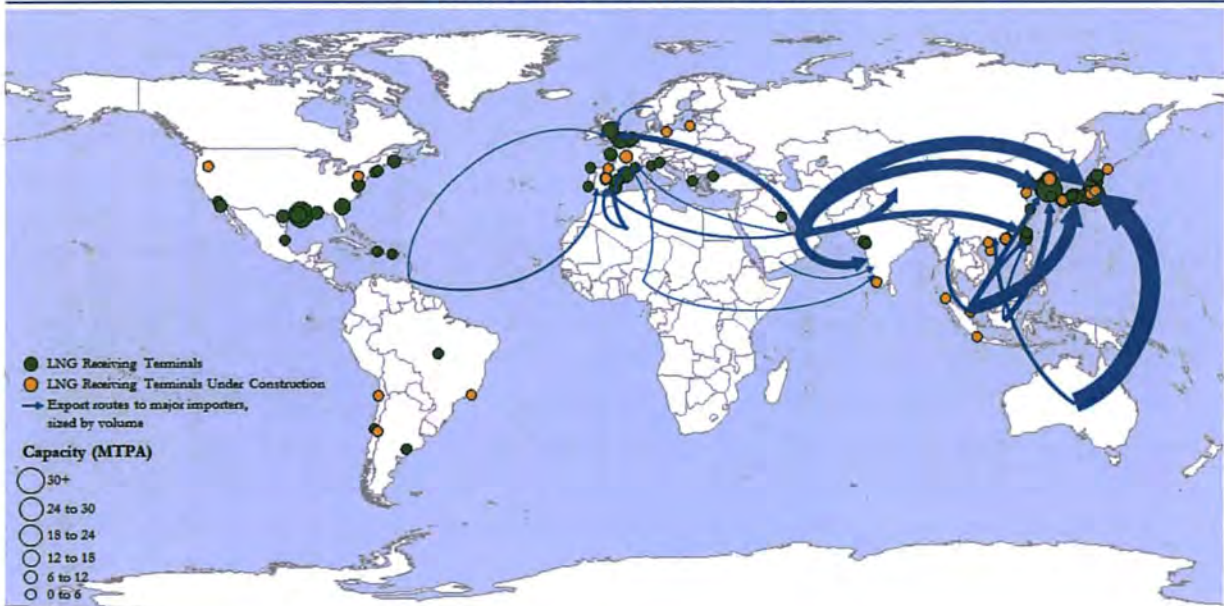 LNG Receiving Terminals
LNG Receiving Terminals Under Construction
Export routes to major importers,
sized by volume
Capacity (MTPA)
30+
24 to 30
18 to 24
12 to 18
6 to 12
0 to 6